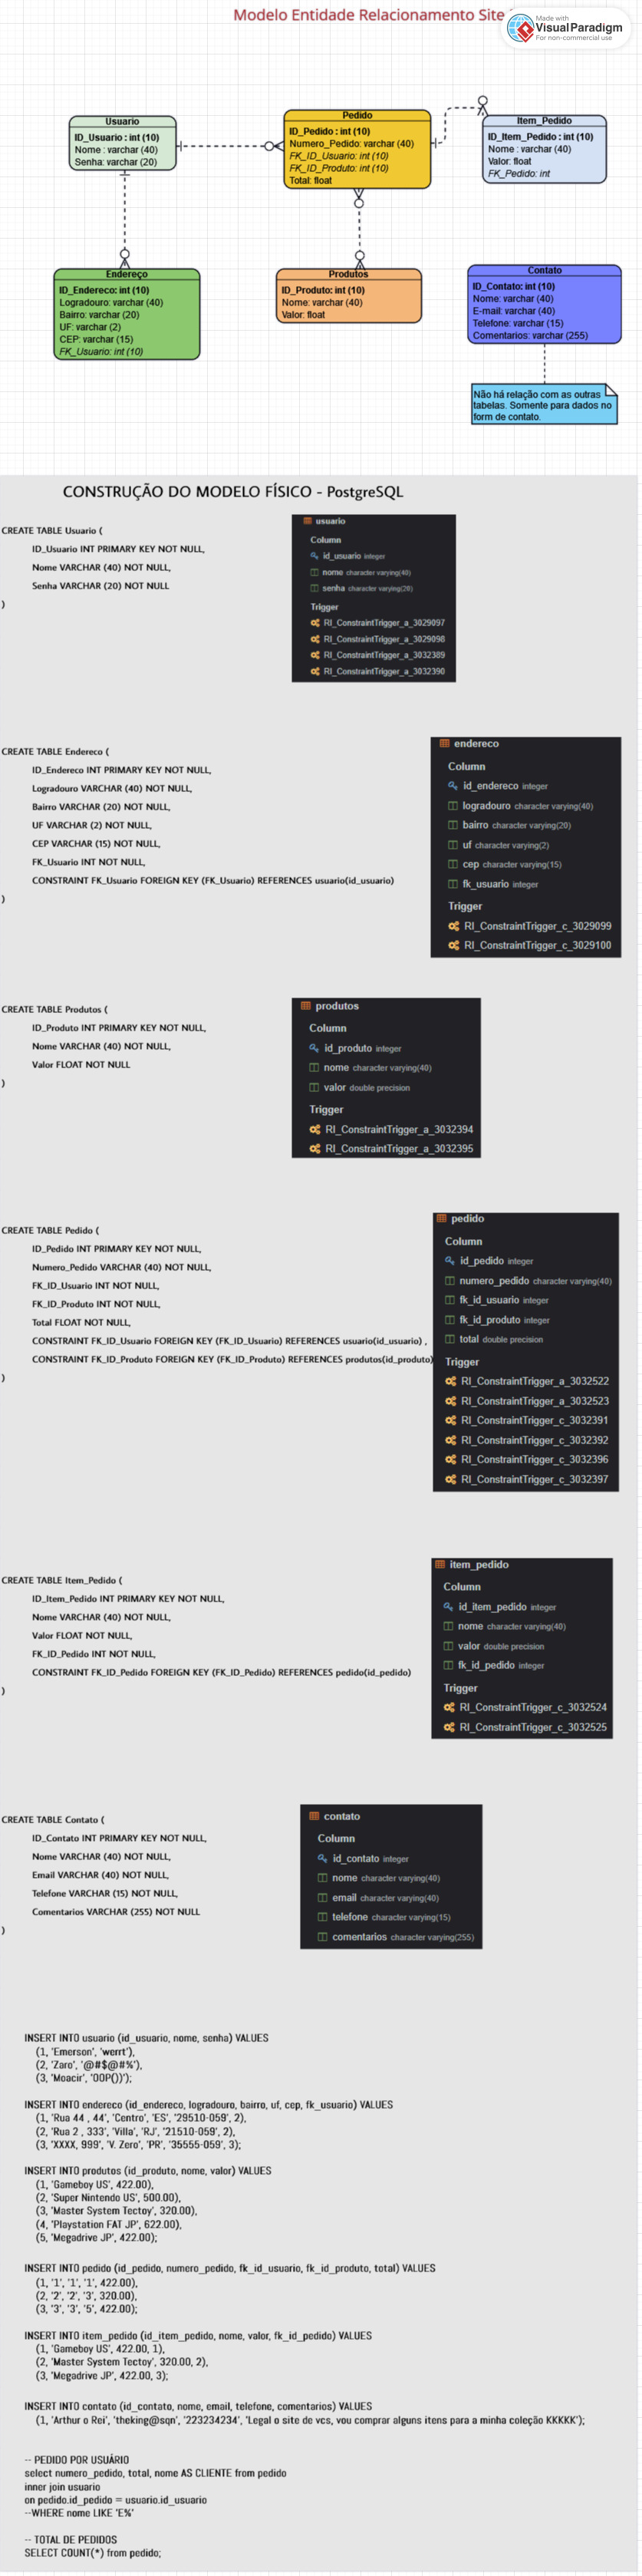 Modelo Entidade Relacionamento Site
Made with
Visual Paradigm
For non-commercial use
Usuario
ID_Usuario : int (10)
Nome : varchar (40)
Senha: varchar (20)
Pedido
ID_Pedido : int (10)
Numero_Pedido: varchar (40)
FK_ID_Usuario: int (10)
FK_ID_Produto: int (10)
Total: float
Item_Pedido
ID_Item_Pedido : int (10)
Nome : varchar (40)
Valor: float
FK_Pedido: int
Endereço
ID_Endereco: int (10)
Logradouro: varchar (40)
Bairro: varchar (20)
UF: varchar (2)
CEP: varchar (15)
FK_Usuario: int (10)
Produtos
ID_Produto: int (10)
Nome: varchar (40)
Valor: float
Contato
ID_Contato: int (10)
Nome: varchar (40)
E-mail: varchar (40)
Telefone: varchar (15)
Comentarios: varchar (255)
Não há relação com as outras
tabelas. Somente para dados no
form de contato.
CONSTRUÇÃO DO MODELO FÍSICO - PostgreSQL
CREATE TABLE Usuario (
ID_Usuario INT PRIMARY KEY NOT NULL,
Nome VARCHAR (40) NOT NULL,
Senha VARCHAR (20) NOT NULL
)
usuario
Column
id_usuario integer
nome character varying(40)
senha character varying(20)
Trigger
RI_ConstraintTrigger_a_3029097
RI_ConstraintTrigger_a_3029098
RI_ConstraintTrigger_a_3032389
RI_ConstraintTrigger_a_3032390
CREATE TABLE Endereco (
ID_Endereco INT PRIMARY KEY NOT NULL,
Logradouro VARCHAR (40) NOT NULL,
Bairro VARCHAR (20) NOT NULL,
UF VARCHAR (2) NOT NULL,
CEP VARCHAR (15) NOT NULL,
FK_Usuario INT NOT NULL,
CONSTRAINT FK_Usuario FOREIGN KEY (FK_Usuario) REFERENCES usuario(id_usuario)
)
endereco
Column
id_endereco integer
logradouro character varying(40)
bairro character varying(20)
uf character varying(2)
cep character varying(15)
fk_usuario integer
Trigger
RI_ConstraintTrigger_c_3029099
RI_ConstraintTrigger_c_3029100
CREATE TABLE Produtos (
ID_Produto INT PRIMARY KEY NOT NULL,
Nome VARCHAR (40) NOT NULL,
Valor FLOAT NOT NULL
)
produtos
Column
id_produto integer
nome character varying(40)
valor double precision
Trigger
RI_ConstraintTrigger_a_3032394
RI_ConstraintTrigger_a_3032395
CREATE TABLE Pedido (
ID_Pedido INT PRIMARY KEY NOT NULL,
Numero_Pedido VARCHAR (40) NOT NULL,
FK_ID_Usuario INT NOT NULL,
FK_ID_Produto INT NOT NULL,
Total FLOAT NOT NULL,
CONSTRAINT FK_ID_Usuario FOREIGN KEY (FK_ID_Usuario) REFERENCES usuario(id_usuario) ,
CONSTRAINT FK_ID_Produto FOREIGN KEY (FK_ID_Produto) REFERENCES produtos(id_produto)
)
pedido
Column
id_pedido integer
numero_pedido character varying(40)
fk_id_usuario integer
fk_id_produto integer
total double precision
Trigger
RI_ConstraintTrigger_a_3032522
RI_ConstraintTrigger_a_3032523
RI_ConstraintTrigger_c_3032391
RI_ConstraintTrigger_c_3032392
RI_ConstraintTrigger_c_3032396
RI_ConstraintTrigger_c_3032397
CREATE TABLE Item_Pedido (
ID_Item_Pedido INT PRIMARY KEY NOT NULL,
Nome VARCHAR (40) NOT NULL,
Valor FLOAT NOT NULL,
FK_ID_Pedido INT NOT NULL,
CONSTRAINT FK_ID_Pedido FOREIGN KEY (FK_ID_Pedido) REFERENCES pedido(id_pedido)
)
item_pedido
Column
id_item_pedido integer
nome character varying(40)
valor double precision
fk_id_pedido integer
Trigger
RI_ConstraintTrigger_c_3032524
RI_ConstraintTrigger_c_3032525
CREATE TABLE Contato (
ID_Contato INT PRIMARY KEY NOT NULL,
Nome VARCHAR (40) NOT NULL,
Email VARCHAR (40) NOT NULL,
Telefone VARCHAR (15) NOT NULL,
Comentarios VARCHAR (255) NOT NULL
)
contato
Column
id_contato integer
nome character varying(40)
email character varying(40)
telefone character varying(15)
comentarios character varying(255)
INSERT INTO usuario (id_usuario, nome, senha) VALUES
(1, 'Emerson', 'werrt'),
(2, 'Zaro', '@#$@#%'),
(3, 'Moacir', '00P())');
INSERT INTO endereco (id_endereco, logradouro, bairro, uf, cep, fk_usuario) VALUES
(1, 'Rua 44 , 44', 'Centro', 'ES', '29510-059', 2),
(2, 'Rua 2 , 333', 'Villa', 'RJ', '21510-059', 2),
(3, 'XXXX, 999', 'V. Zero', 'PR', '35555-059', 3);
INSERT INTO produtos (id_produto, nome, valor) VALUES
(1, 'Gameboy US', 422.00),
(2, 'Super Nintendo US', 500.00),
(3, 'Master System Tectoy', 320.00),
(4, 'Playstation FAT JP', 622.00),
(5, 'Megadrive JP', 422.00);
INSERT INTO pedido (id_pedido, numero_pedido, fk_id_usuario, fk_id_produto, total) VALUES
(1, '1', '1', '1', 422.00),
(2, '2', '2', '3', 320.00),
(3, '3', '3', '5', 422.00);
INSERT INTO item_pedido (id_item_pedido, nome, valor, fk_id_pedido) VALUES
(1, 'Gameboy US', 422.00, 1),
(2, 'Master System Tectoy', 320.00, 2),
(3, 'Megadrive JP', 422.00, 3);
INSERT INTO contato (id_contato, nome, email, telefone, comentarios) VALUES
(1, 'Arthur o Rei', 'theking@sqn', '223234234', 'Legal o site de vcs, vou comprar alguns itens para a minha coleção KKKKK');
-- PEDIDO POR USUÁRIO
select numero_pedido, total, nome AS CLIENTE from pedido
inner join usuario
on pedido.id_pedido = usuario.id_usuario
--WHERE nome LIKE 'E%'
-- TOTAL DE PEDIDOS
SELECT COUNT(*) from pedido;